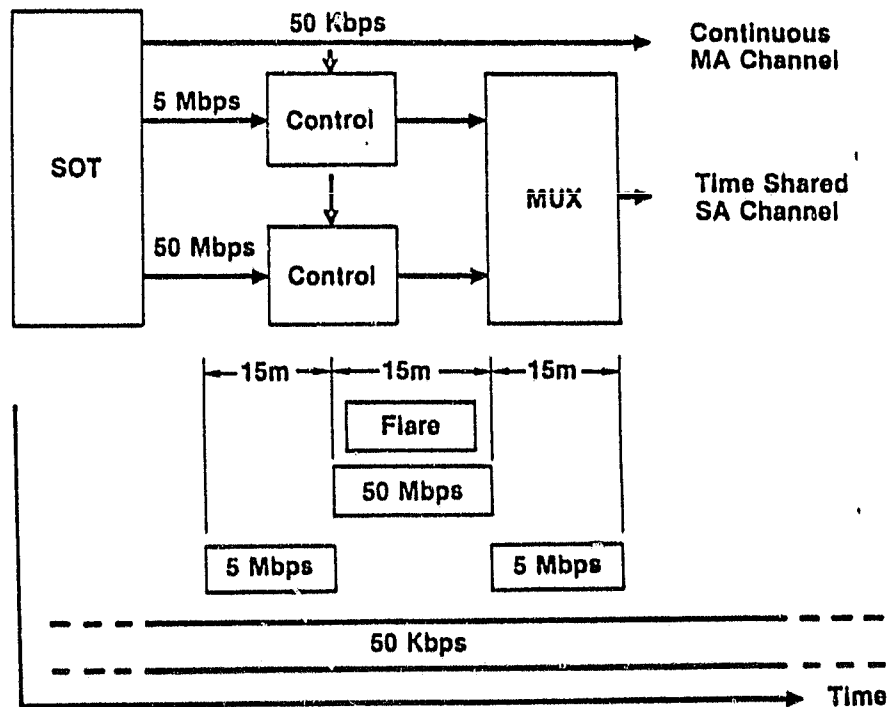 50 Kbps
Continuous
MA Channel
5 Mbps
Control
SOT
MUX
Time Shared
SA Channel
50 Mbps
Control
15m
15m
15m
Flare
50 Mbps
5 Mbps
5 Mbps
50 Kbps
Time